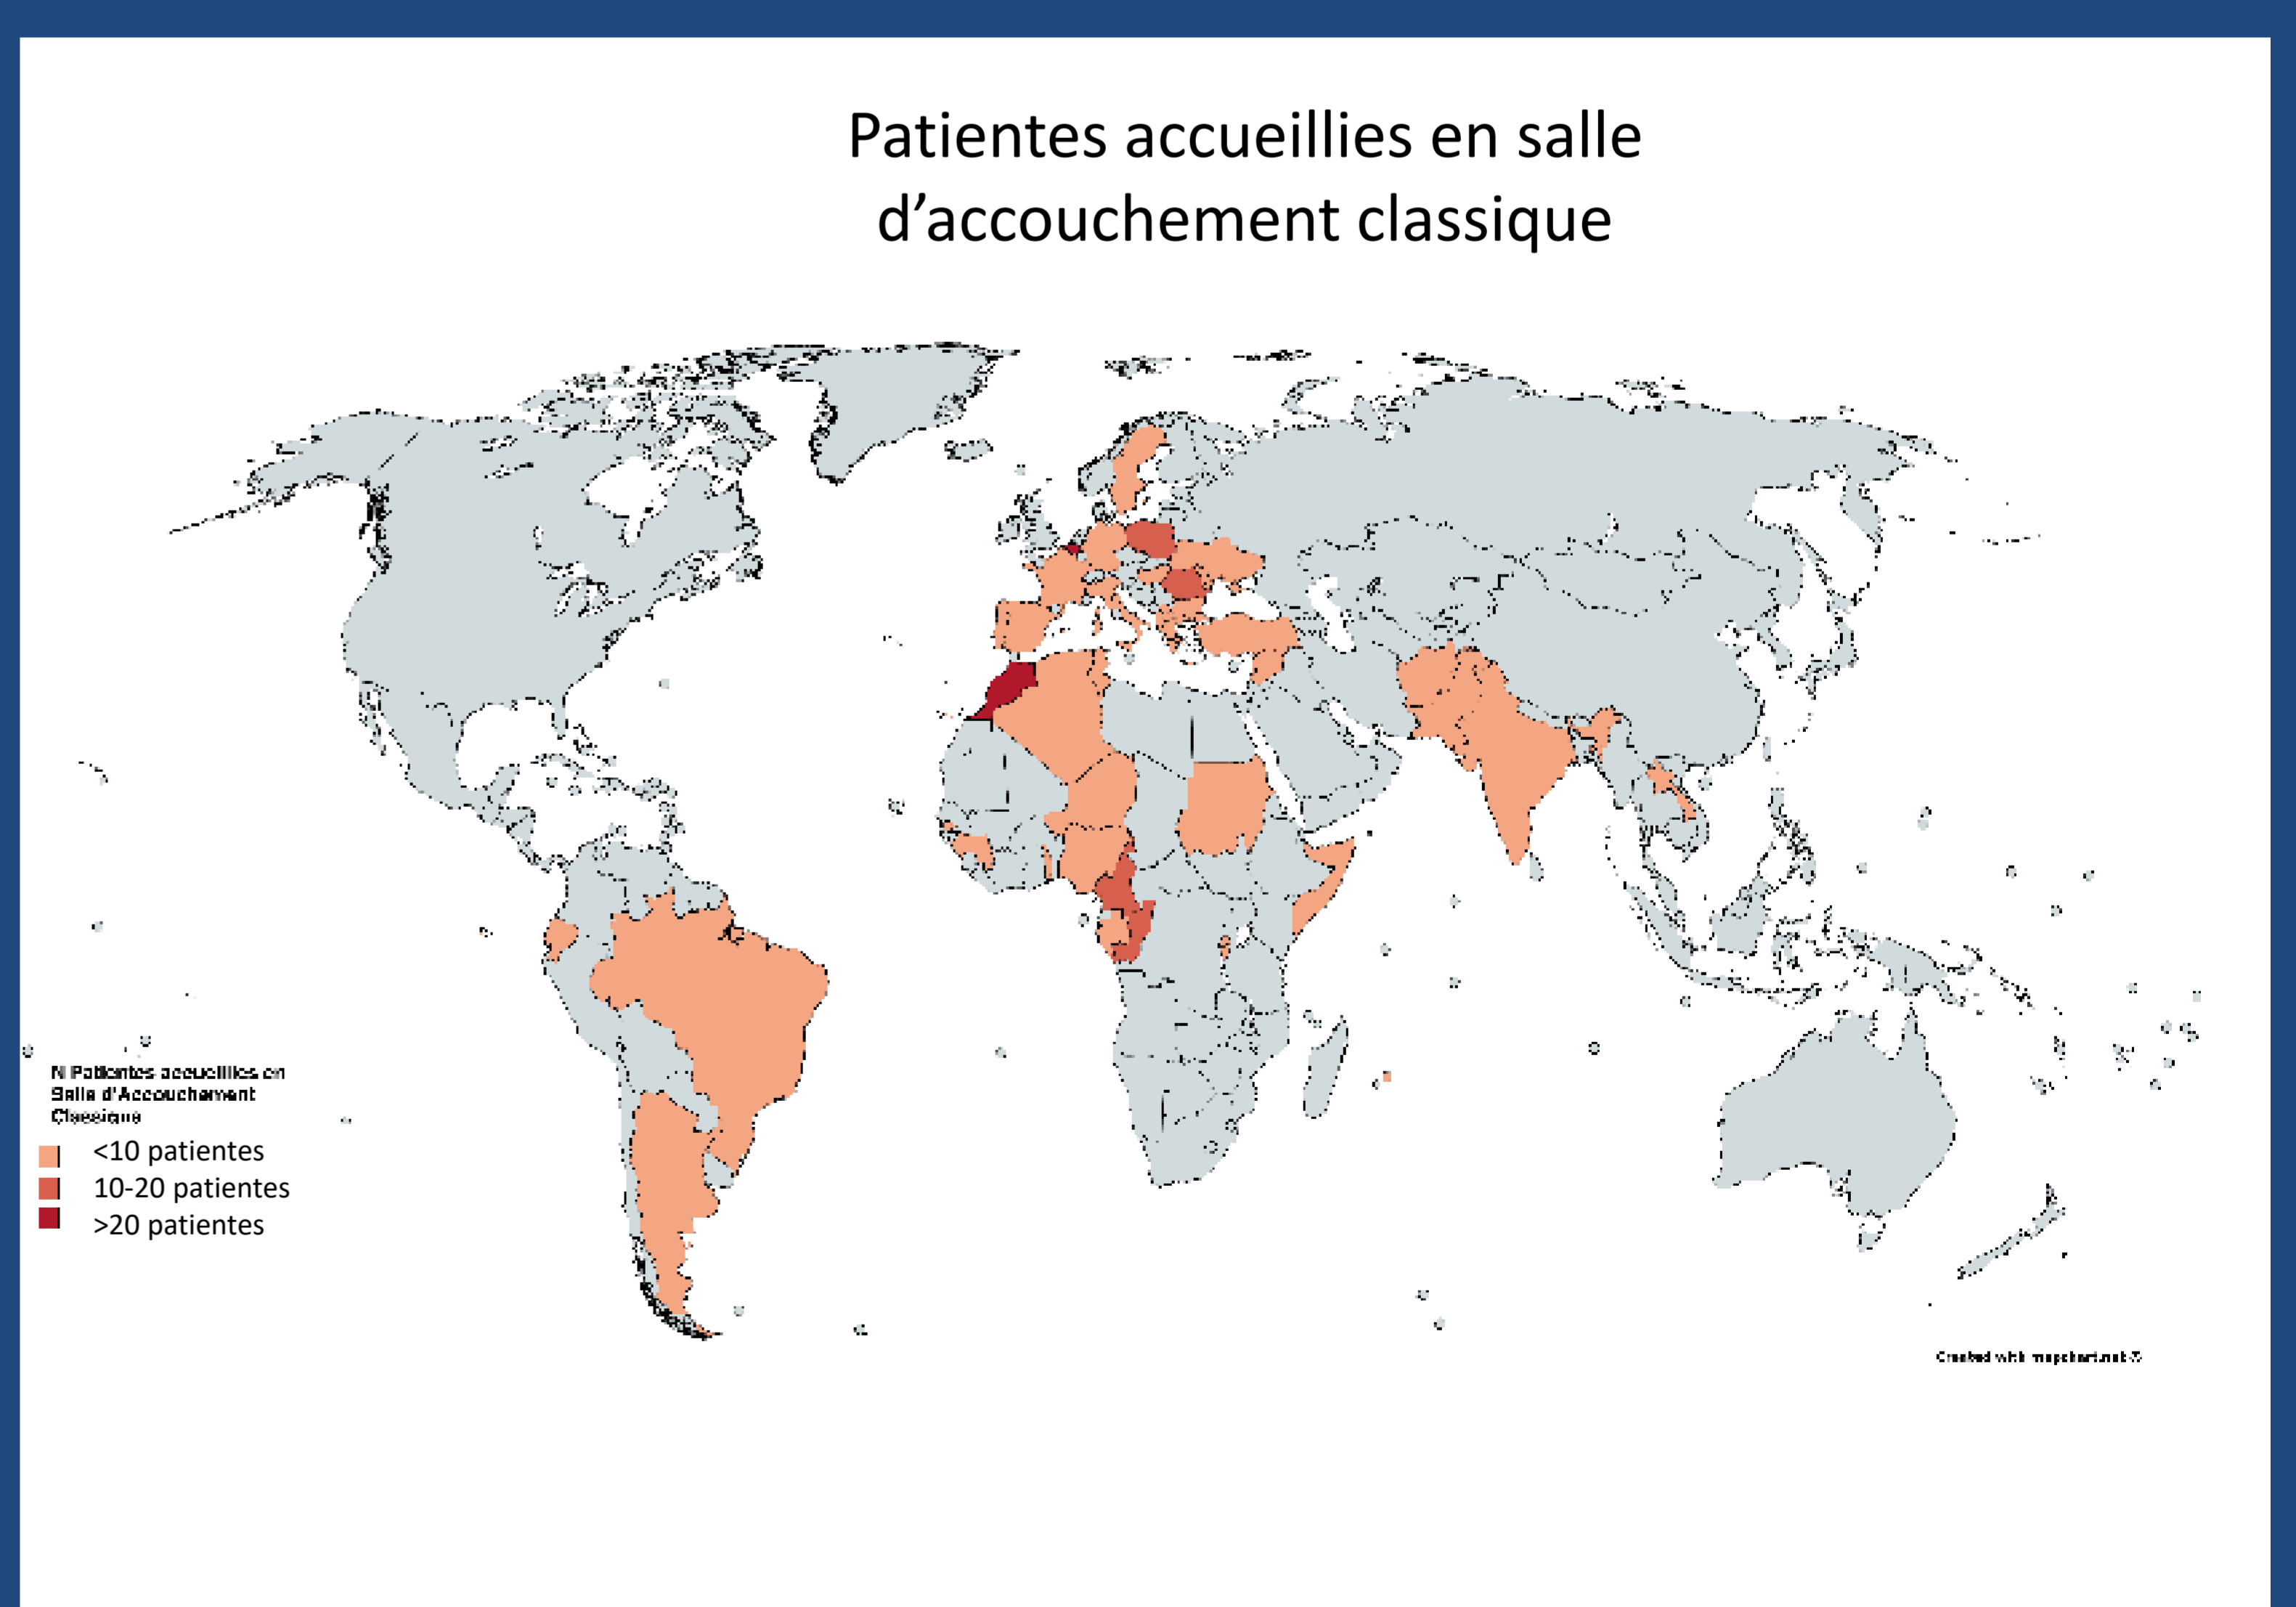 Patientes accueillies en salle
d’accouchement classique
N Patientes accueillies en
Salle d'Accouchement
Classique
<10 patientes
10-20 patientes
>20 patientes
Created with mapchart.net ©